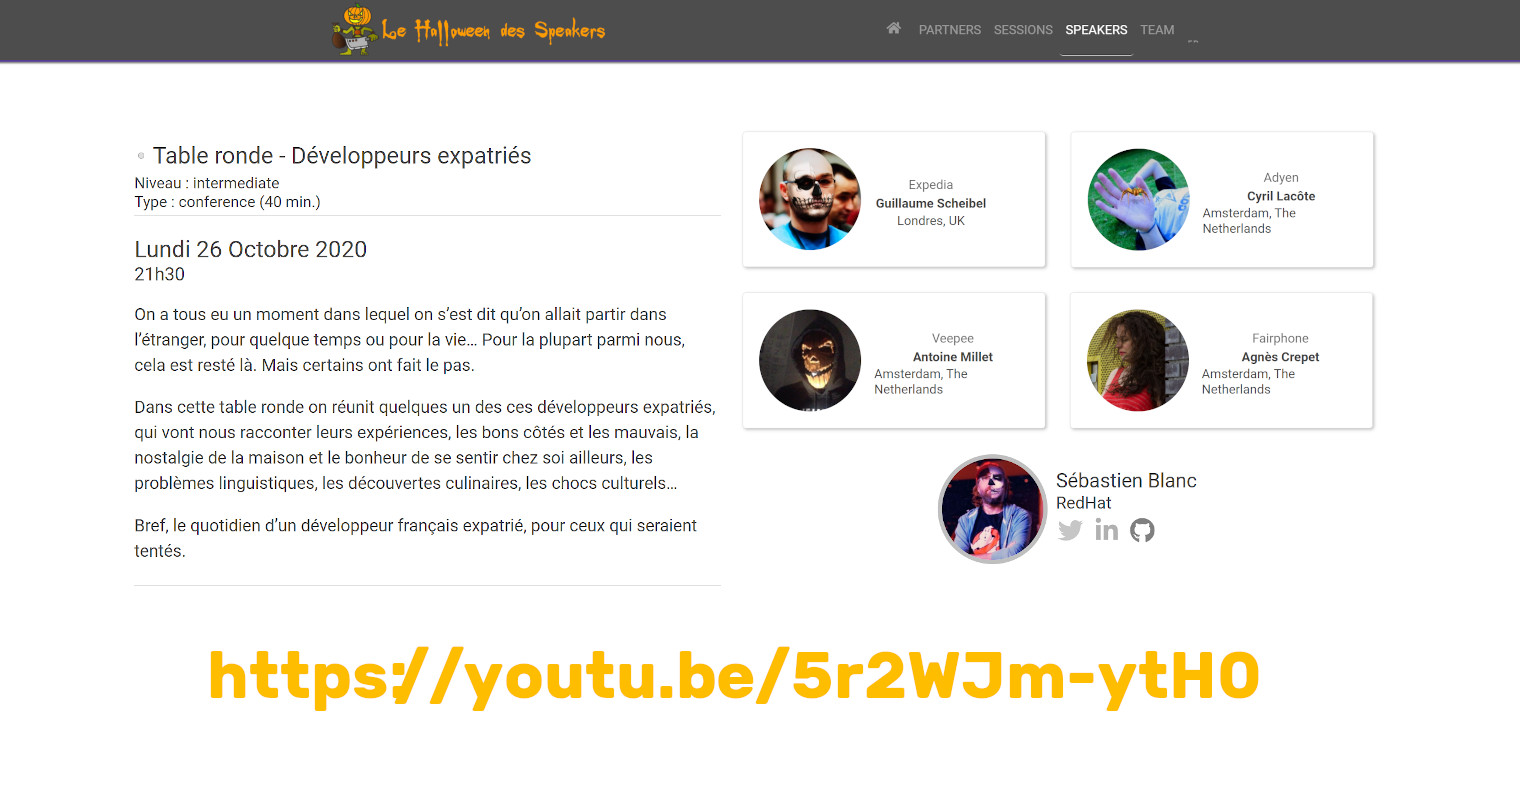 Le Halloween des Speakers
PARTNERS SESSIONS SPEAKERS TEAM
Table ronde - Développeurs expatriés
Niveau : intermediate
Type : conference (40 min.)
Lundi 26 Octobre 2020
21h30
On a tous eu un moment dans lequel on s’est dit qu’on allait partir dans
l’étranger, pour quelque temps ou pour la vie… Pour la plupart parmi nous,
cela est resté là. Mais certains ont fait le pas.
Dans cette table ronde on réunit quelques un des ces développeurs expatriés,
qui vont nous racconter leurs expériences, les bons côtés et les mauvais, la
nostalgie de la maison et le bonheur de se sentir chez soi ailleurs, les
problèmes linguistiques, les découvertes culinaires, les chocs culturels…
Bref, le quotidien d’un développeur français expatrié, pour ceux qui seraient
tentés.
Expedia
Guillaume Scheibel
Londres, UK
Adyen
Cyril Lacôte
Amsterdam, The
Netherlands
Veepee
Antoine Millet
Amsterdam, The
Netherlands
Fairphone
Agnès Crepet
Amsterdam, The
Netherlands
Sébastien Blanc
RedHat
https://youtu.be/5r2WJm-ytH0